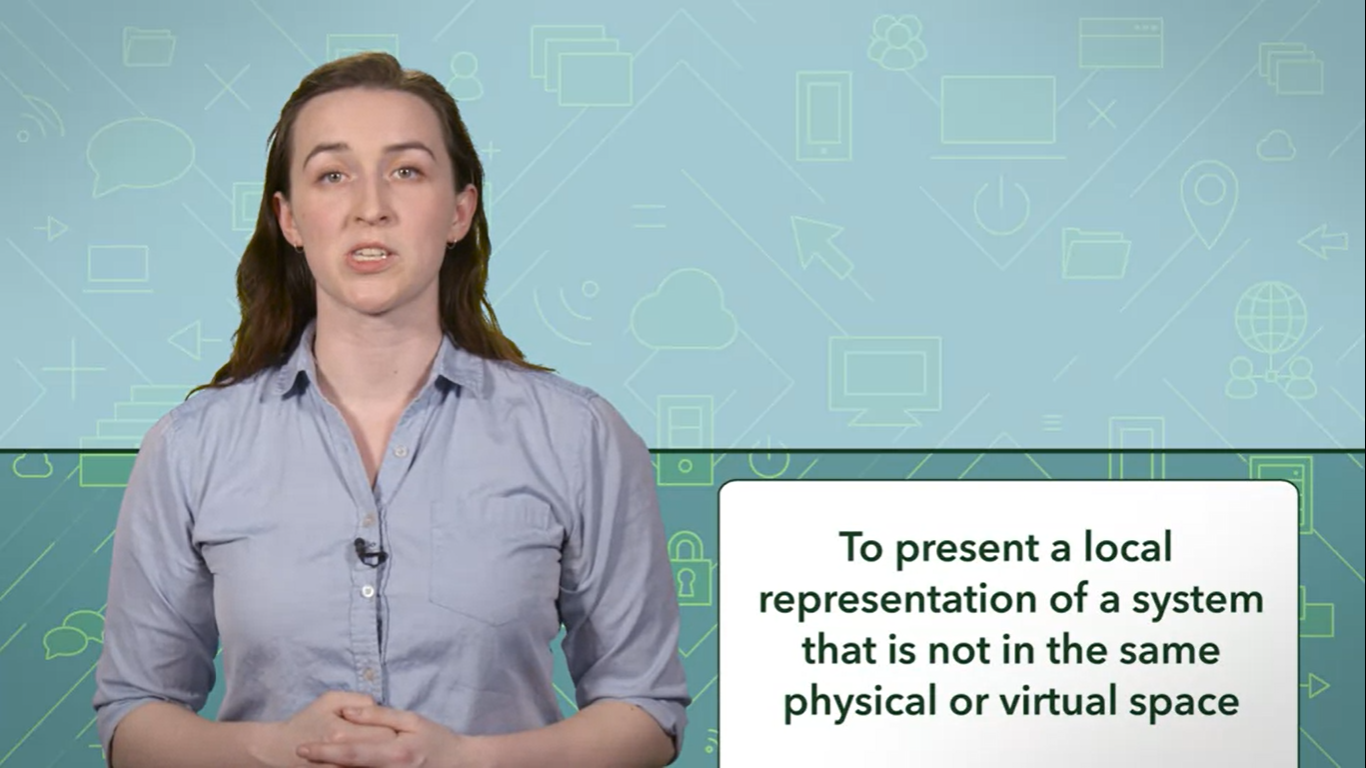 To present a local
representation of a system
that is not in the same
physical or virtual space